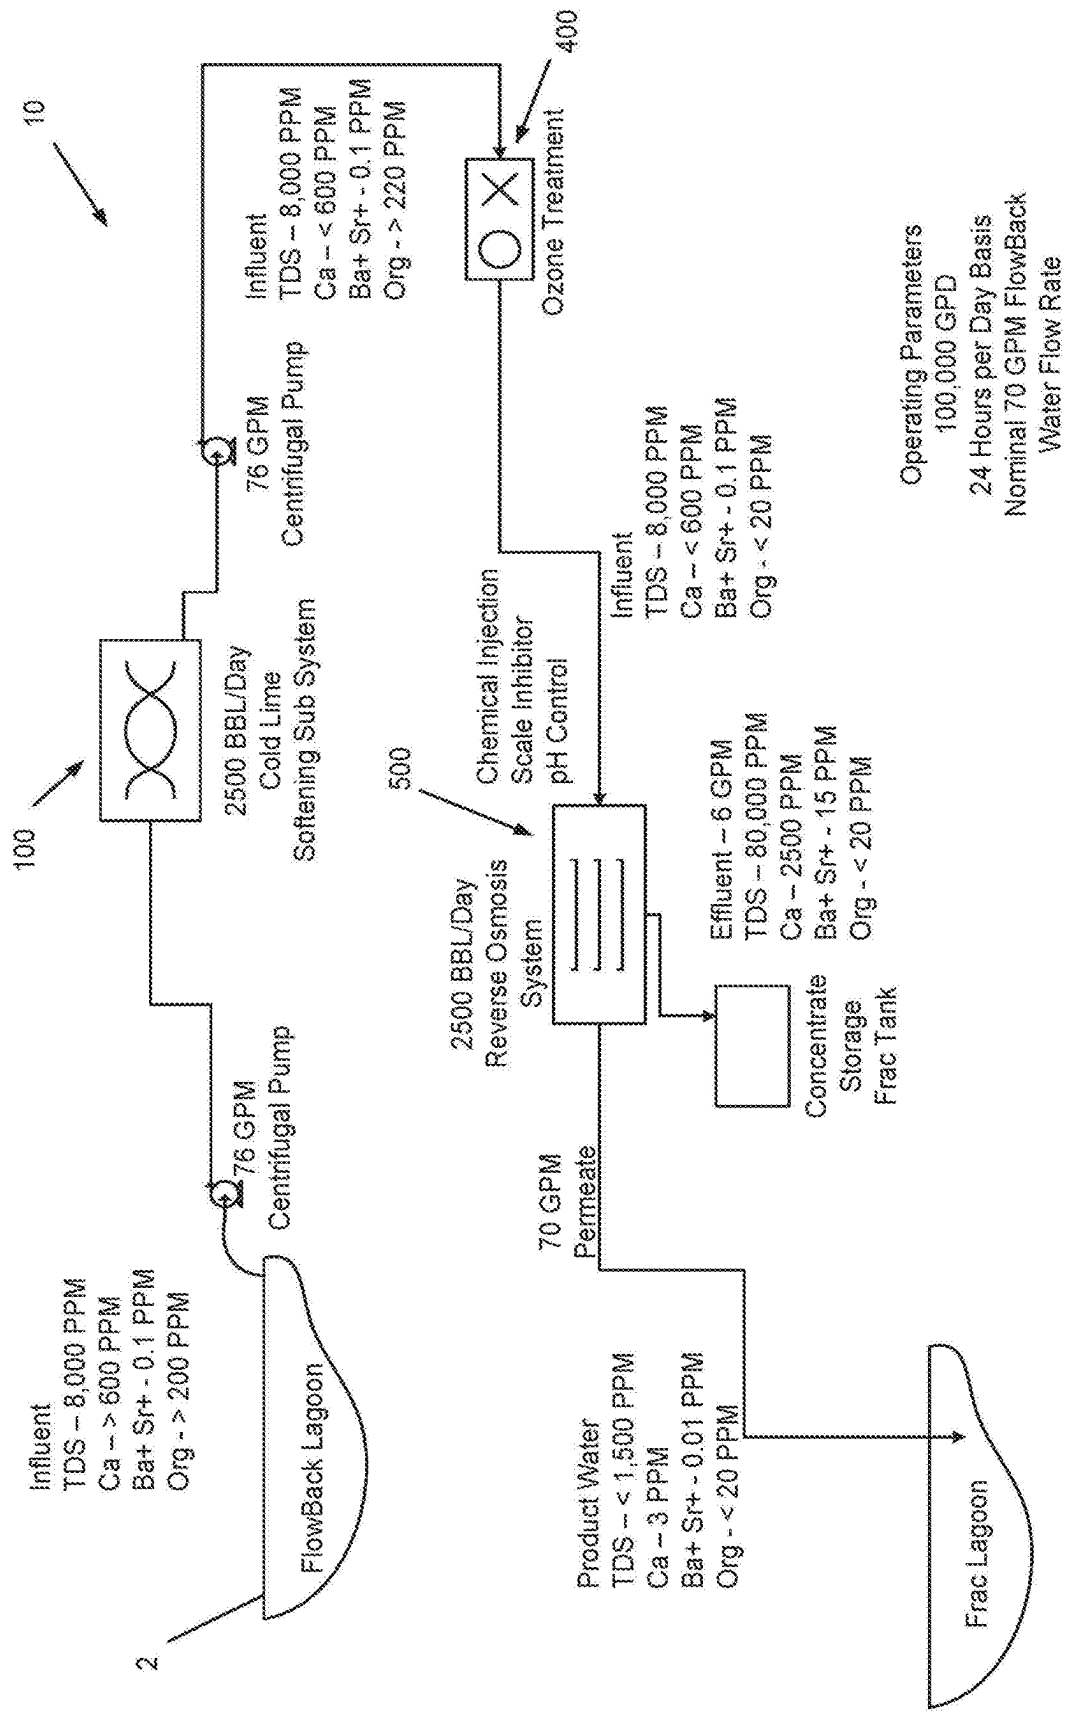 10
Influent
TDS – 8,000 PPM
Ca – > 600 PPM
Ba+ Sr+ - 0.1 PPM
Org - > 200 PPM
2
FlowBack Lagoon
76 GPM
Centrifugal Pump
100
2500 BBL/Day
Cold Lime
Softening Sub System
76 GPM
Centrifugal Pump
Influent
TDS – 8,000 PPM
Ca – < 600 PPM
Ba+ Sr+ - 0.1 PPM
Org - > 220 PPM
400
O X
Ozone Treatment
Influent
TDS – 8,000 PPM
Ca – < 600 PPM
Ba+ Sr+ - 0.1 PPM
Org - < 20 PPM
Chemical Injection
Scale Inhibitor
pH Control
500
2500 BBL/Day
Reverse Osmosis
System
Effluent – 6 GPM
TDS – 80,000 PPM
Ca – 2500 PPM
Ba+ Sr+ - 15 PPM
Org - < 20 PPM
Concentrate
Storage
Frac Tank
70 GPM
Permeate
Product Water
TDS – < 1,500 PPM
Ca – 3 PPM
Ba+ Sr+ - 0.01 PPM
Org - < 20 PPM
Frac Lagoon
Operating Parameters
100,000 GPD
24 Hours per Day Basis
Nominal 70 GPM FlowBack
Water Flow Rate